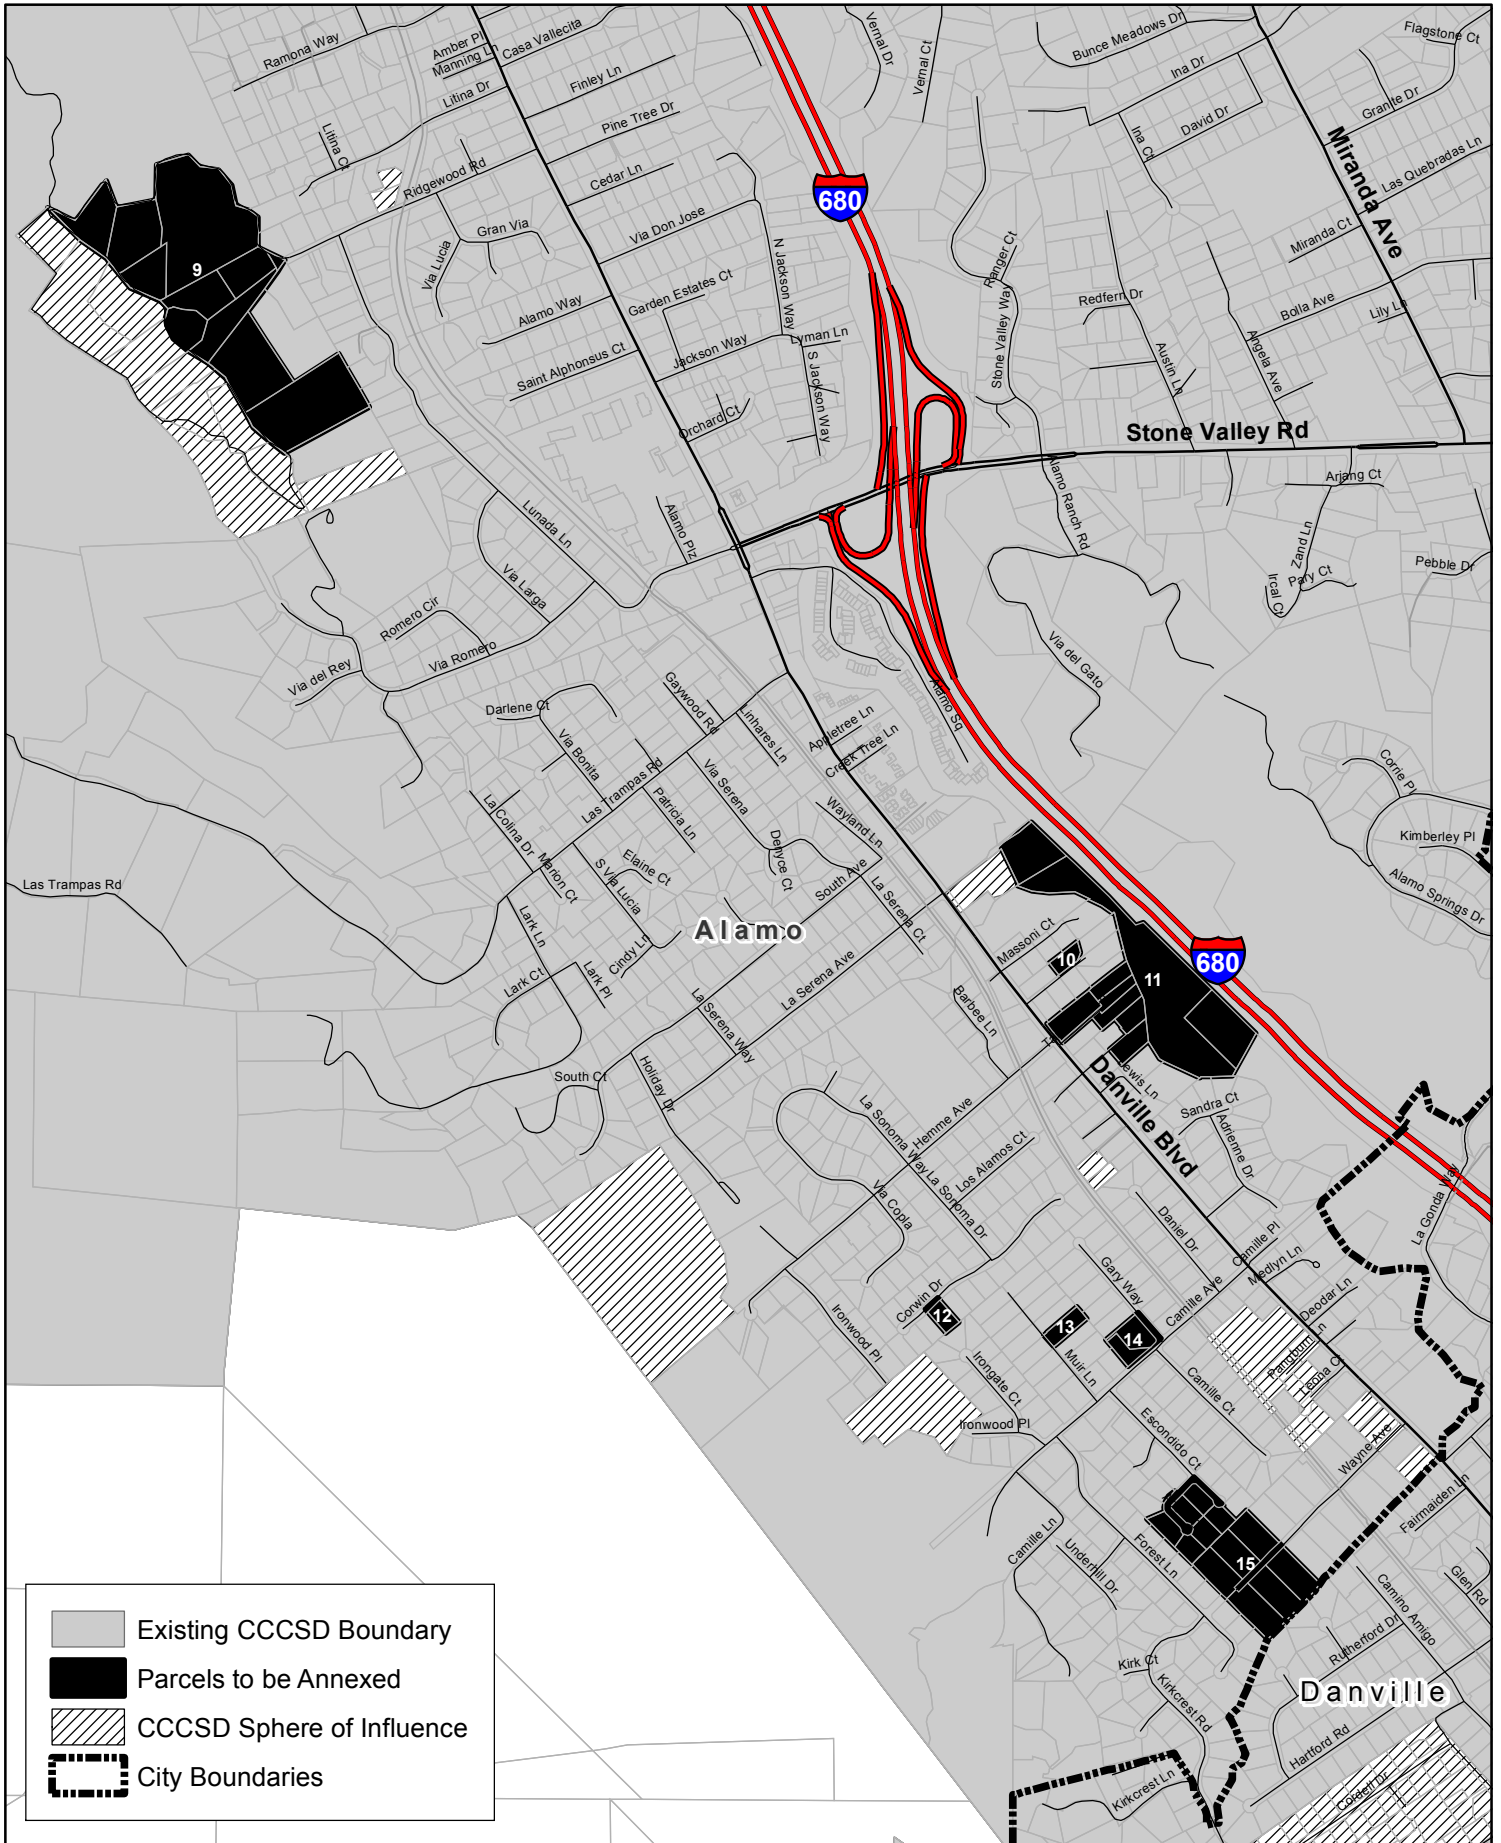 Ramona Way
Amber Pl
Manning Ln
Casa Vallecita
Litina Dr
Finley Ln
Vernal Dr
Vernal Ct
Bunce Meadows Dr
Flagstone Ct
Ina Dr
Granite Dr
David Dr
Pine Tree Dr
Litina Ct
Ina Ct
Miranda Ave
Las Quebradas Ln
Ridgewood Rd
Cedar Ln
680
Gran Via
Via Don Jose
Via Lucia
N Jackson Way
Ranger Ct
Miranda Ct
9
Garden Estates Ct
Redfern Dr
Bolla Ave
Lily Ln
Alamo Way
Stone Valley Way
Jackson Way
Lyman Ln
Saint Alphonsus Ct
S Jackson Way
Austin Ln
Angela Ave
Orchard Ct
Stone Valley Rd
Arjang Ct
Lunada Ln
Alamo Plz
Alamo Ranch Rd
Zand Ln
Pebble Dr
Via Larga
Ircal Ct
Pary Ct
Romero Cir
Via Romero
Via del Rey
Via del Gato
Gaywood Rd
Alamo Sq
Darlene Ct
Linhares Ln
Appletree Ln
Creek Tree Ln
Via Bonita
Via Serena
Corrie Pl
Las Trampas Rd
Patricia Ln
Wayland Ln
La Colina Dr
Kimberley Pl
Denyce Ct
Elaine Ct
Marion Ct
S Via Lucia
South Ave
La Serena Ct
Alamo Springs Dr
Las Trampas Rd
Lark Ln
Alamo
Massoni Ct
Cindy Ln
10
680
Lark Ct
Lark Pl
La Serena Ave
11
Barbee Ln
La Serena Way
Danville Blvd
South Ct
Holiday Dr
Lewis Ln
Sandra Ct
La Sonoma Way
Hemme Ave
Adrienne Dr
Los Alamos Ct
Via Copla
La Sonoma Dr
La Gonda Way
Daniel Dr
Camille Pl
Medlyn Ln
Gary Way
Corwin Dr
Camille Ave
Deodar Ln
12
13
14
Ironwood Pl
Pangburn Ln
Irongate Ct
Muir Ln
Leona Ct
Camille Ct
Ironwood Pl
Escondido Ct
Wayne Ave
Fairmaiden Ln
Camille Ln
Underhill Dr
Forest Ln
15
Glen Rd
Camino Amigo
Rutherford Dr
Kirk Ct
Kirkcrest Rd
Danville
Hartford Rd
Kirkcrest Ln
Cordell Dr
Existing CCCSD Boundary
Parcels to be Annexed
CCCSD Sphere of Influence
City Boundaries